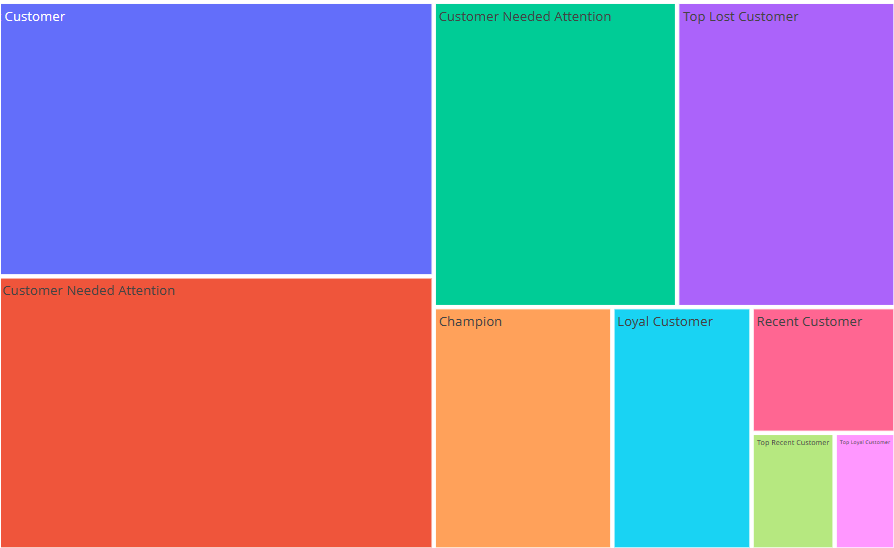 Customer
Customer Needed Attention
Top Lost Customer
Customer Needed Attention
Champion
Loyal Customer
Recent Customer
Top Recent Customer
Top Loyal Customer